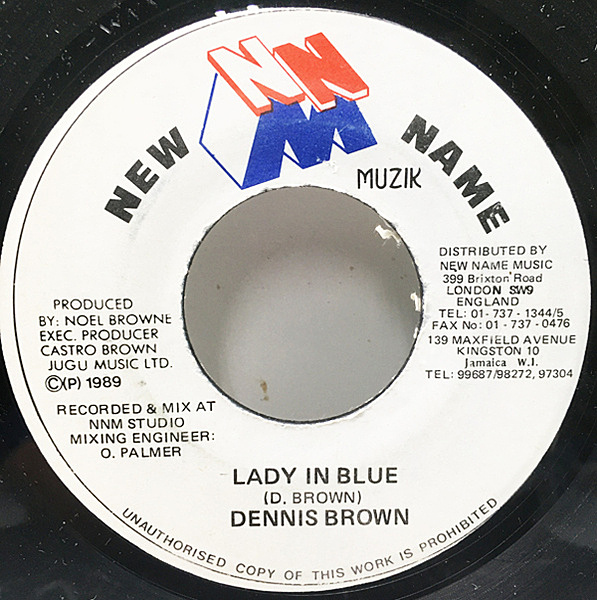 NNM
NEW NAME
MUZIK
DISTRIBUTED BY
NEW NAME MUSIC
399 Brixton Road
LONDON SW9
ENGLAND
TEL: 01-737-1344/5
FAX No: 01-737-0476
139 MAXFIELD AVENUE
KINGSTON 10
Jamaica W.I.
TEL: 99687/98272, 97304
PRODUCED
BY: NOEL BROWNE
EXEC. PRODUCER
CASTRO BROWN
JUGU MUSIC LTD.
©(P) 1989
RECORDED & MIX AT
NNM STUDIO
MIXING ENGINEER:
O. PALMER
LADY IN BLUE
(D. BROWN)
DENNIS BROWN
UNAUTHORISED COPY OF THIS WORK IS PROHIBITED